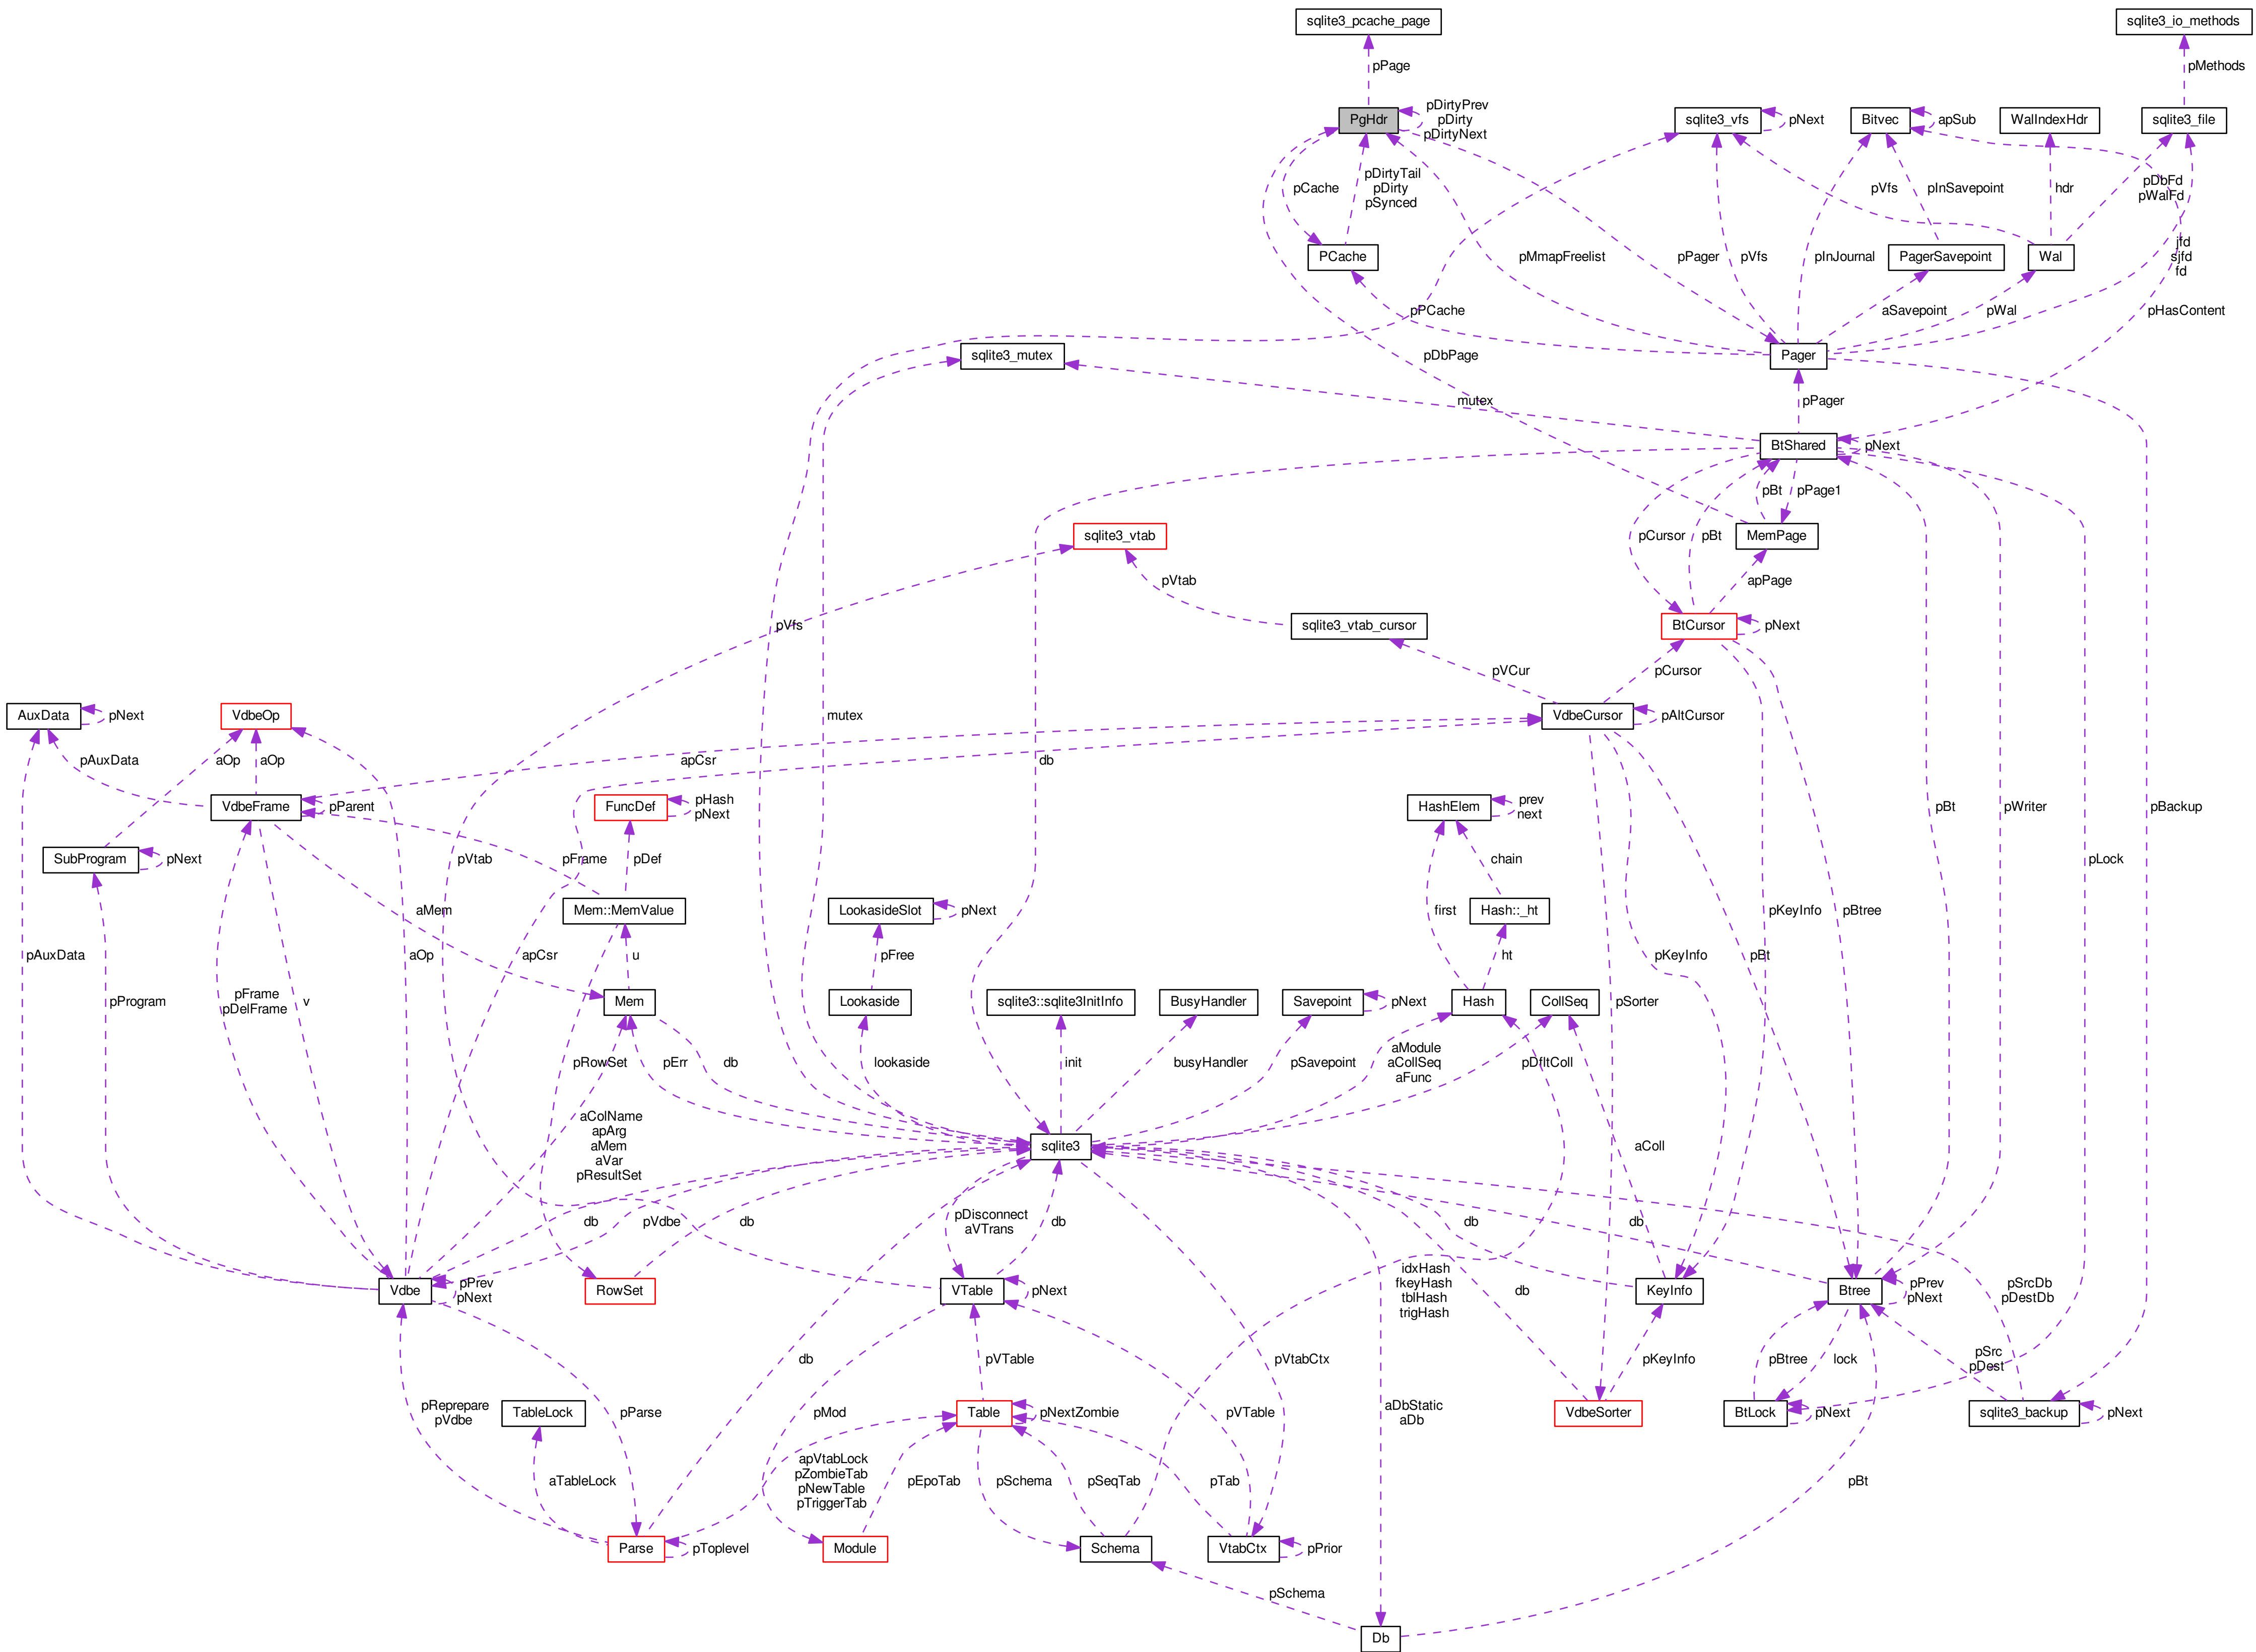 sqlite3_pcache_page
sqlite3_io_methods
pPage
pMethods
PgHdr
pDirtyPrev
pDirty
pDirtyNext
sqlite3_vfs
pNext
Bitvec
apSub
WalIndexHdr
sqlite3_file
pCache
pDirtyTail
pDirty
pSynced
pVfs
pInSavepoint
hdr
pDbFd
pWalFd
PCache
pMmapFreelist
pPager
pVfs
pInJournal
PagerSavepoint
Wal
jfd
sjfd
fd
pPCache
aSavepoint
pWal
pHasContent
sqlite3_mutex
pDbPage
Pager
mutex
pPager
BtShared
pNext
pBt
pPage1
sqlite3_vtab
pCursor
pBt
MemPage
pVtab
apPage
pVfs
sqlite3_vtab_cursor
BtCursor
pNext
pVCur
pCursor
AuxData
pNext
VdbeOp
mutex
VdbeCursor
pAltCursor
pAuxData
aOp
aOp
apCsr
db
VdbeFrame
pParent
FuncDef
pHash
pNext
HashElem
prev
next
pBt
pWriter
pBackup
SubProgram
pNext
pVtab
pFrame
pDef
chain
pLock
aMem
Mem::MemValue
LookasideSlot
pNext
first
Hash::_ht
pKeyInfo
pBtree
pAuxData
aOp
apCsr
u
pFree
ht
pKeyInfo
pBt
pProgram
pFrame
pDelFrame
v
Mem
Lookaside
sqlite3::sqlite3InitInfo
BusyHandler
Savepoint
pNext
Hash
CollSeq
pSorter
pRowSet
pErr
db
lookaside
init
busyHandler
pSavepoint
aModule
aCollSeq
aFunc
pDfltColl
aColName
apArg
aMem
aVar
pResultSet
sqlite3
aColl
db
pVdbe
db
pDisconnect
aVTrans
db
db
db
Vdbe
pPrev
pNext
RowSet
VTable
pNext
idxHash
fkeyHash
tblHash
trigHash
db
KeyInfo
Btree
pPrev
pNext
pSrcDb
pDestDb
db
pVTable
pVtabCtx
pKeyInfo
pBtree
lock
pSrc
pDest
pReprepare
pVdbe
pParse
TableLock
pMod
Table
pNextZombie
pVTable
aDbStatic
aDb
VdbeSorter
BtLock
pNext
sqlite3_backup
pNext
aTableLock
apVtabLock
pZombieTab
pNewTable
pTriggerTab
pEpoTab
pSchema
pSeqTab
pTab
pBt
Parse
pToplevel
Module
Schema
VtabCtx
pPrior
pSchema
Db